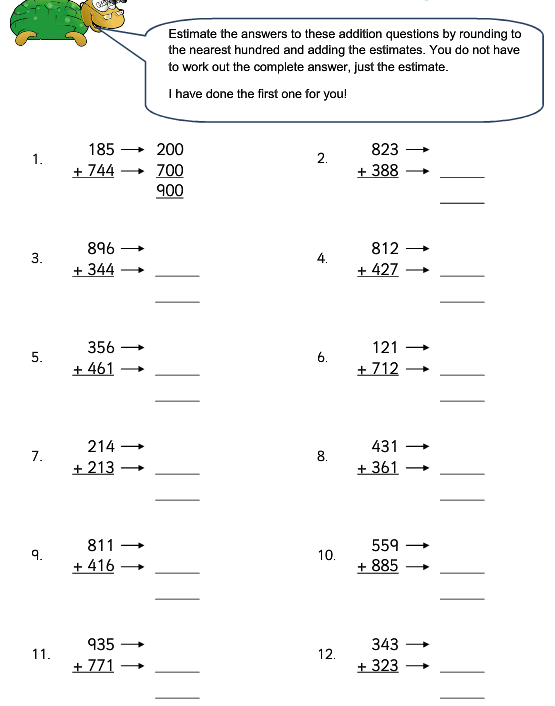 Estimate the answers to these addition questions by rounding to
the nearest hundred and adding the estimates. You do not have
to work out the complete answer, just the estimate.
I have done the first one for you!
1. 185 → 200
+ 744 → 700
900
2. 823 →
+ 388 →
3. 896 →
+ 344 →
4. 812 →
+ 427 →
5. 356 →
+ 461 →
6. 121 →
+ 712 →
7. 214 →
+ 213 →
8. 431 →
+ 361 →
9. 811 →
+ 416 →
10. 559 →
+ 885 →
11. 935 →
+ 771 →
12. 343 →
+ 323 →